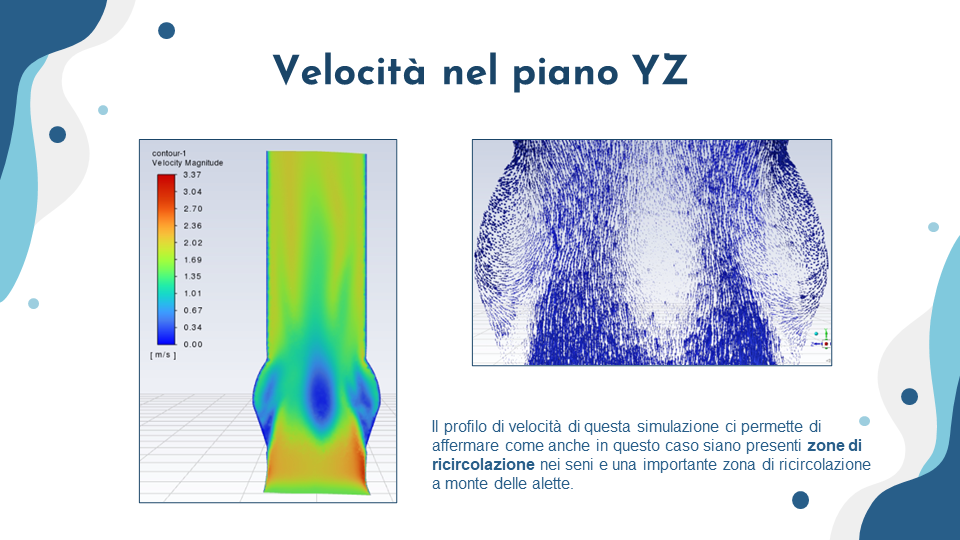 Velocità nel piano YZ
contour-1
Velocity Magnitude
3.37
3.04
2.70
2.36
2.02
1.69
1.35
1.01
0.67
0.34
0.00
[ m/s ]
Il profilo di velocità di questa simulazione ci permette di
affermare come anche in questo caso siano presenti zone di
ricircolazione nei seni e una importante zona di ricircolazione
a monte delle alette.